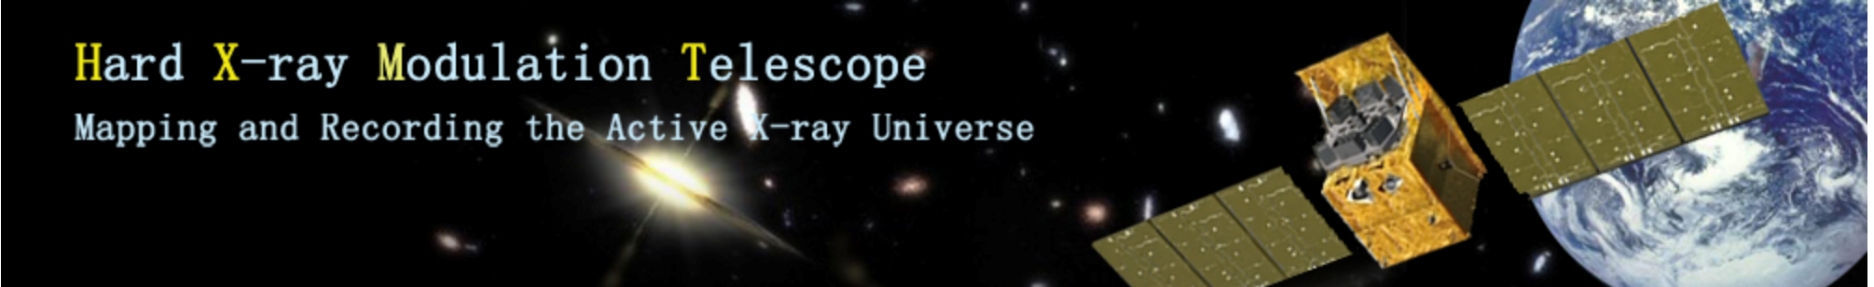 Hard X-ray Modulation Telescope
Mapping and Recording the Active X-ray Universe